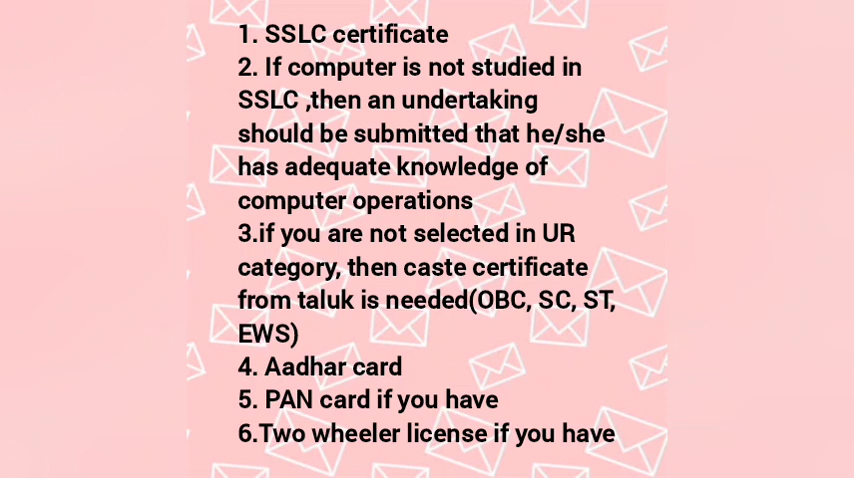 1. SSLC certificate
2. If computer is not studied in
SSLC ,then an undertaking
should be submitted that he/she
has adequate knowledge of
computer operations
3.if you are not selected in UR
category, then caste certificate
from taluk is needed(OBC, SC, ST,
EWS)
4. Aadhar card
5. PAN card if you have
6.Two wheeler license if you have